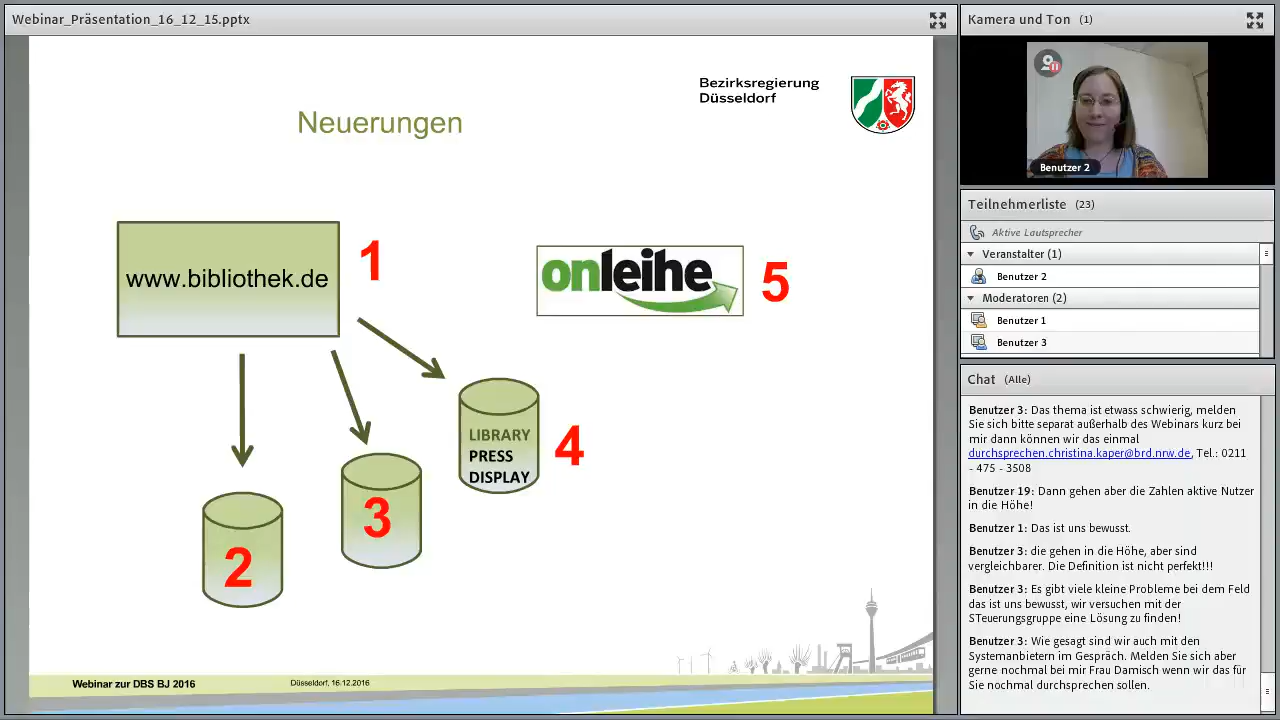 Webinar_Präsentation_16_12_15.pptx
Bezirksregierung
Düsseldorf
Neuerungen
www.bibliothek.de
1
onleihe
5
LIBRARY
PRESS
DISPLAY
4
3
2
Webinar zur DBS BJ 2016
Düsseldorf, 16.12.2016
Kamera und Ton (1)
Benutzer 2
Teilnehmerliste (23)
Aktive Lautsprecher
Veranstalter (1)
Benutzer 2
Moderatoren (2)
Benutzer 1
Benutzer 3
Chat (Alle)
Benutzer 3: Das thema ist etwass schwierig, melden
Sie sich bitte separat außerhalb des Webinars kurz bei
mir dann können wir das einmal
durchsprechen.christina.kaper@brd.nrw.de, Tel.: 0211
- 475 - 3508
Benutzer 19: Dann gehen aber die Zahlen aktive Nutzer
in die Höhe!
Benutzer 1: Das ist uns bewusst.
Benutzer 3: die gehen in die Höhe, aber sind
vergleichbarer. Die Definition ist nicht perfekt!!!
Benutzer 3: Es gibt viele kleine Probleme bei dem Feld
das ist uns bewusst, wir versuchen mit der
STeuerungsgruppe eine Lösung zu finden!
Benutzer 3: Wie gesagt sind wir auch mit den
Systemanbietern im Gespräch. Melden Sie sich aber
gerne nochmal bei mir Frau Damisch wenn wir das für
Sie nochmal durchsprechen sollen.